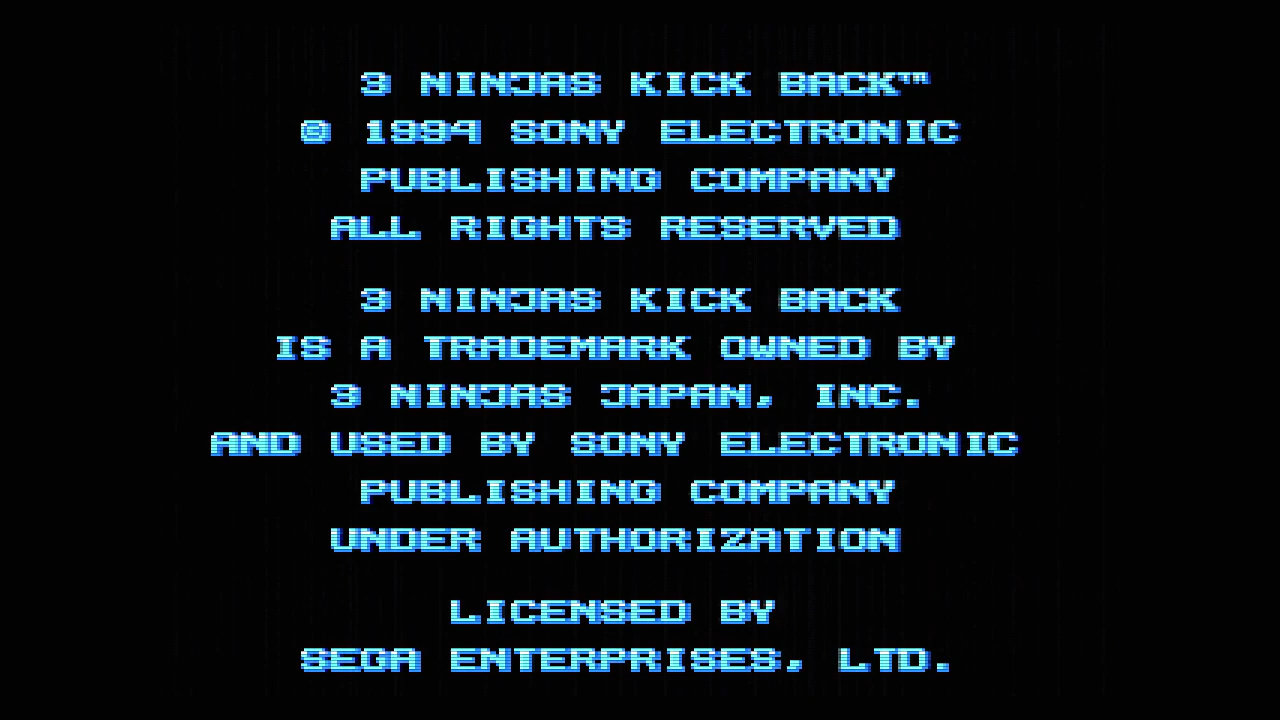 3 NINJAS KICK BACK™
© 1994 SONY ELECTRONIC
PUBLISHING COMPANY
ALL RIGHTS RESERVED
3 NINJAS KICK BACK
IS A TRADEMARK OWNED BY
3 NINJAS JAPAN, INC.
AND USED BY SONY ELECTRONIC
PUBLISHING COMPANY
UNDER AUTHORIZATION
LICENSED BY
SEGA ENTERPRISES, LTD.